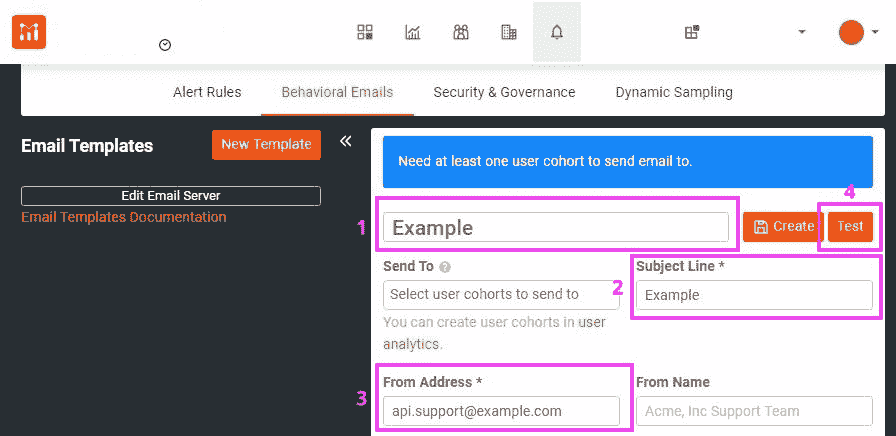 Alert Rules
Behavioral Emails
Security & Governance
Dynamic Sampling
Email Templates
New Template
Edit Email Server
Email Templates Documentation
Need at least one user cohort to send email to.
1
Example
Create
4
Test
Send To ?
Select user cohorts to send to
You can create user cohorts in user
analytics.
2
Subject Line *
Example
3
From Address *
api.support@example.com
From Name
Acme, Inc Support Team